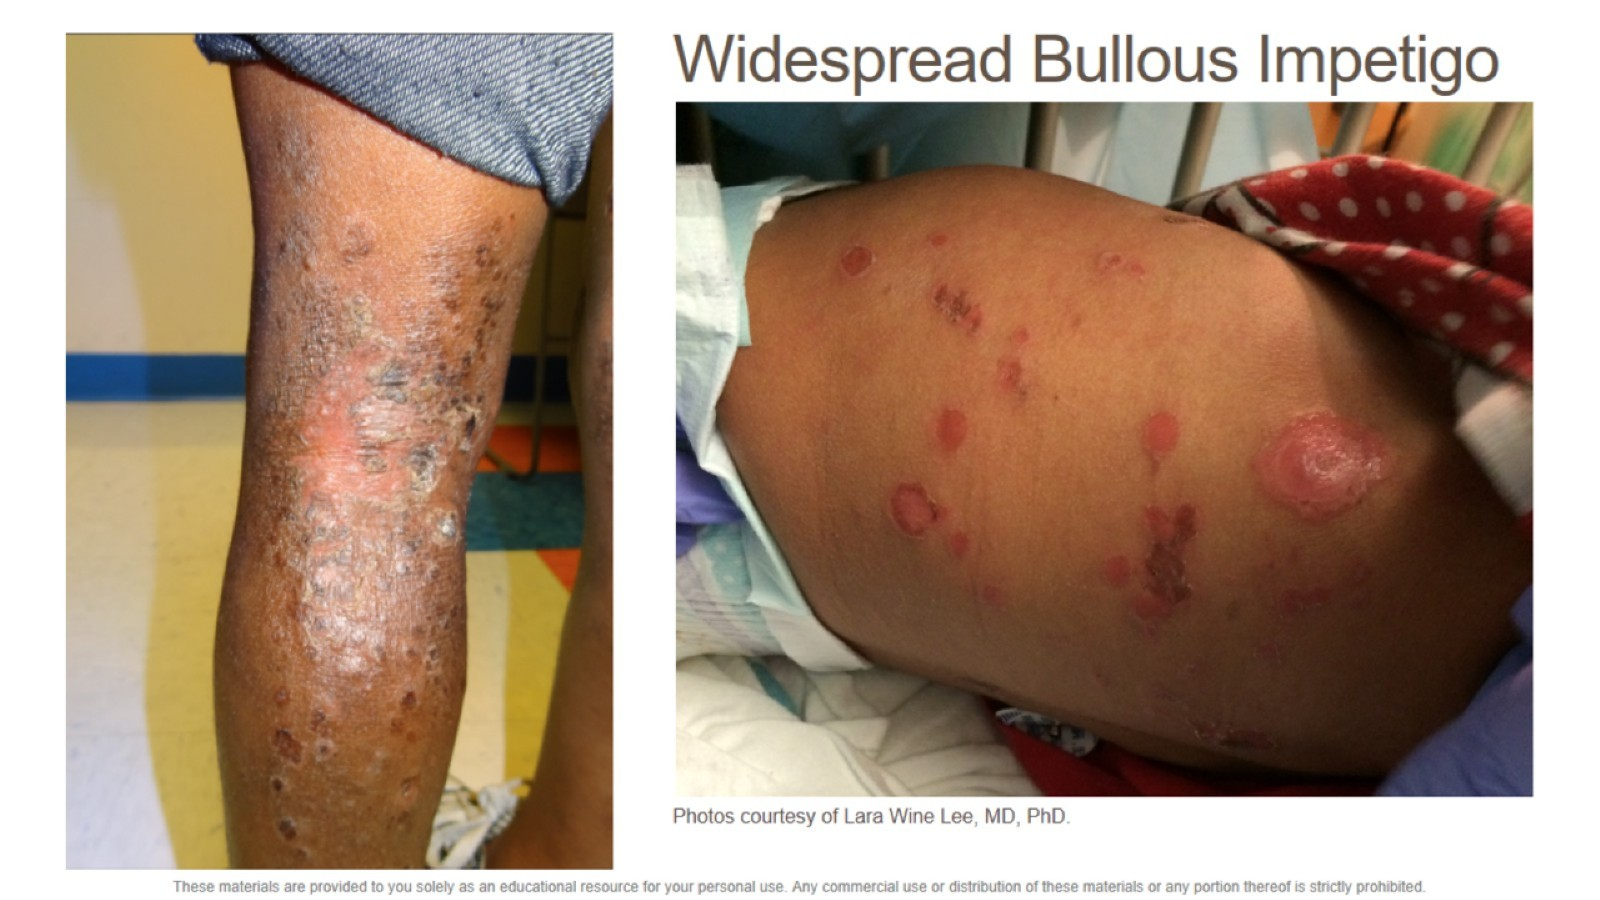 Widespread Bullous Impetigo
Photos courtesy of Lara Wine Lee, MD, PhD.
These materials are provided to you solely as an educational resource for your personal use. Any commercial use or distribution of these materials or any portion thereof is strictly prohibited.